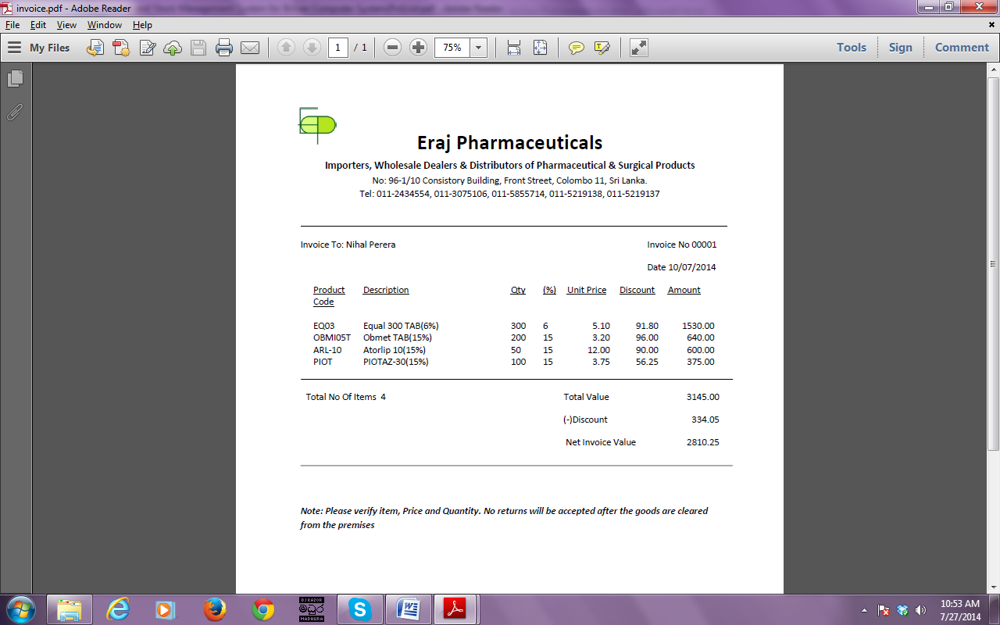 invoice.pdf - Adobe Reader
File Edit View Window Help
My Files 1 / 1 75% Tools Sign Comment
Eraj Pharmaceuticals
Importers, Wholesale Dealers & Distributors of Pharmaceutical & Surgical Products
No: 96-1/10 Consistory Building, Front Street, Colombo 11, Sri Lanka.
Tel: 011-2434554, 011-3075106, 011-5855714, 011-5219138, 011-5219137
Invoice To: Nihal Perera Invoice No 00001
Date 10/07/2014
Product Description Qty (%) Unit Price Discount Amount
Code
EQ03 Equal 300 TAB(6%) 300 6 5.10 91.80 1530.00
OBMI05T Obmet TAB(15%) 200 15 3.20 96.00 640.00
ARL-10 Atorlip 10(15%) 50 15 12.00 90.00 600.00
PIOT PIOTAZ-30(15%) 100 15 3.75 56.25 375.00
Total No Of Items 4 Total Value 3145.00
(-)Discount 334.05
Net Invoice Value 2810.25
Note: Please verify item, Price and Quantity. No returns will be accepted after the goods are cleared
from the premises
DJ RAZOR
මධුර
MADHURA
10:53 AM
7/27/2014